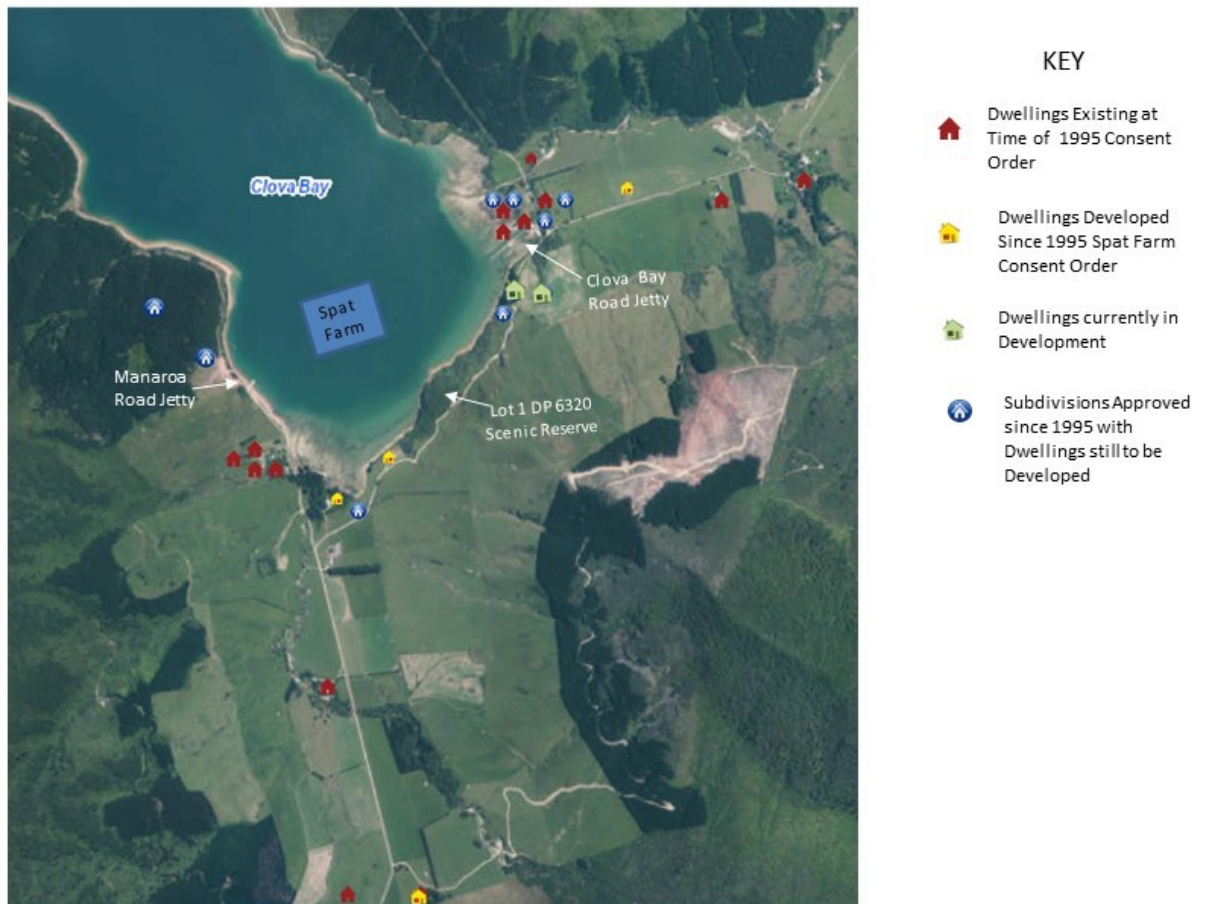 Clova Bay
Spat
Farm
Clova Bay
Road Jetty
Manaroa
Road Jetty
Lot 1 DP 6320
Scenic Reserve
KEY
Dwellings Existing at
Time of 1995 Consent
Order
Dwellings Developed
Since 1995 Spat Farm
Consent Order
Dwellings currently in
Development
Subdivisions Approved
since 1995 with
Dwellings still to be
Developed